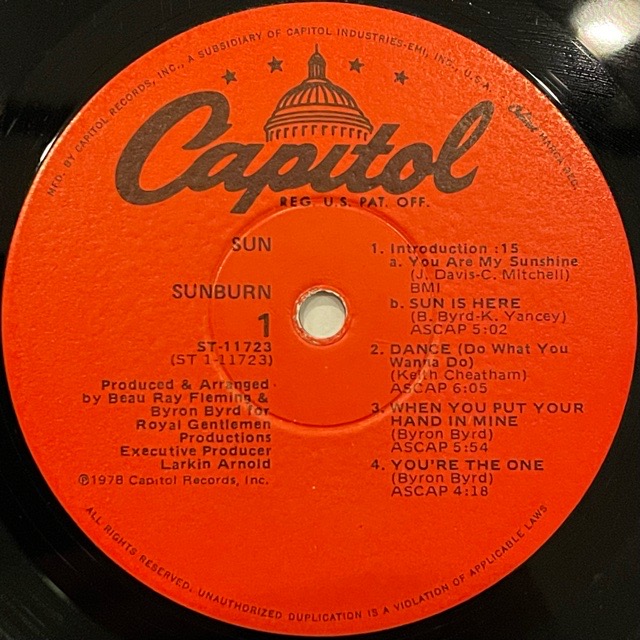 MFD. BY CAPITOL RECORDS, INC., A SUBSIDIARY OF CAPITOL INDUSTRIES-EMI, INC., U.S.A.
Capitol MARCA REG.
Capitol
REG. U.S. PAT. OFF.
SUN
SUNBURN
1
ST-11723
(ST 1-11723)
Produced & Arranged
by Beau Ray Fleming &
Byron Byrd for
Royal Gentlemen
Productions
Executive Producer
Larkin Arnold
℗1978 Capitol Records, Inc.
1. Introduction :15
a. You Are My Sunshine
(J. Davis-C. Mitchell)
BMI
b. SUN IS HERE
(B. Byrd-K. Yancey)
ASCAP 5:02
2. DANCE (Do What You
Wanna Do)
(Keith Cheatham)
ASCAP 6:05
3. WHEN YOU PUT YOUR
HAND IN MINE
(Byron Byrd)
ASCAP 5:54
4. YOU'RE THE ONE
(Byron Byrd)
ASCAP 4:18
ALL RIGHTS RESERVED. UNAUTHORIZED DUPLICATION IS A VIOLATION OF APPLICABLE LAWS